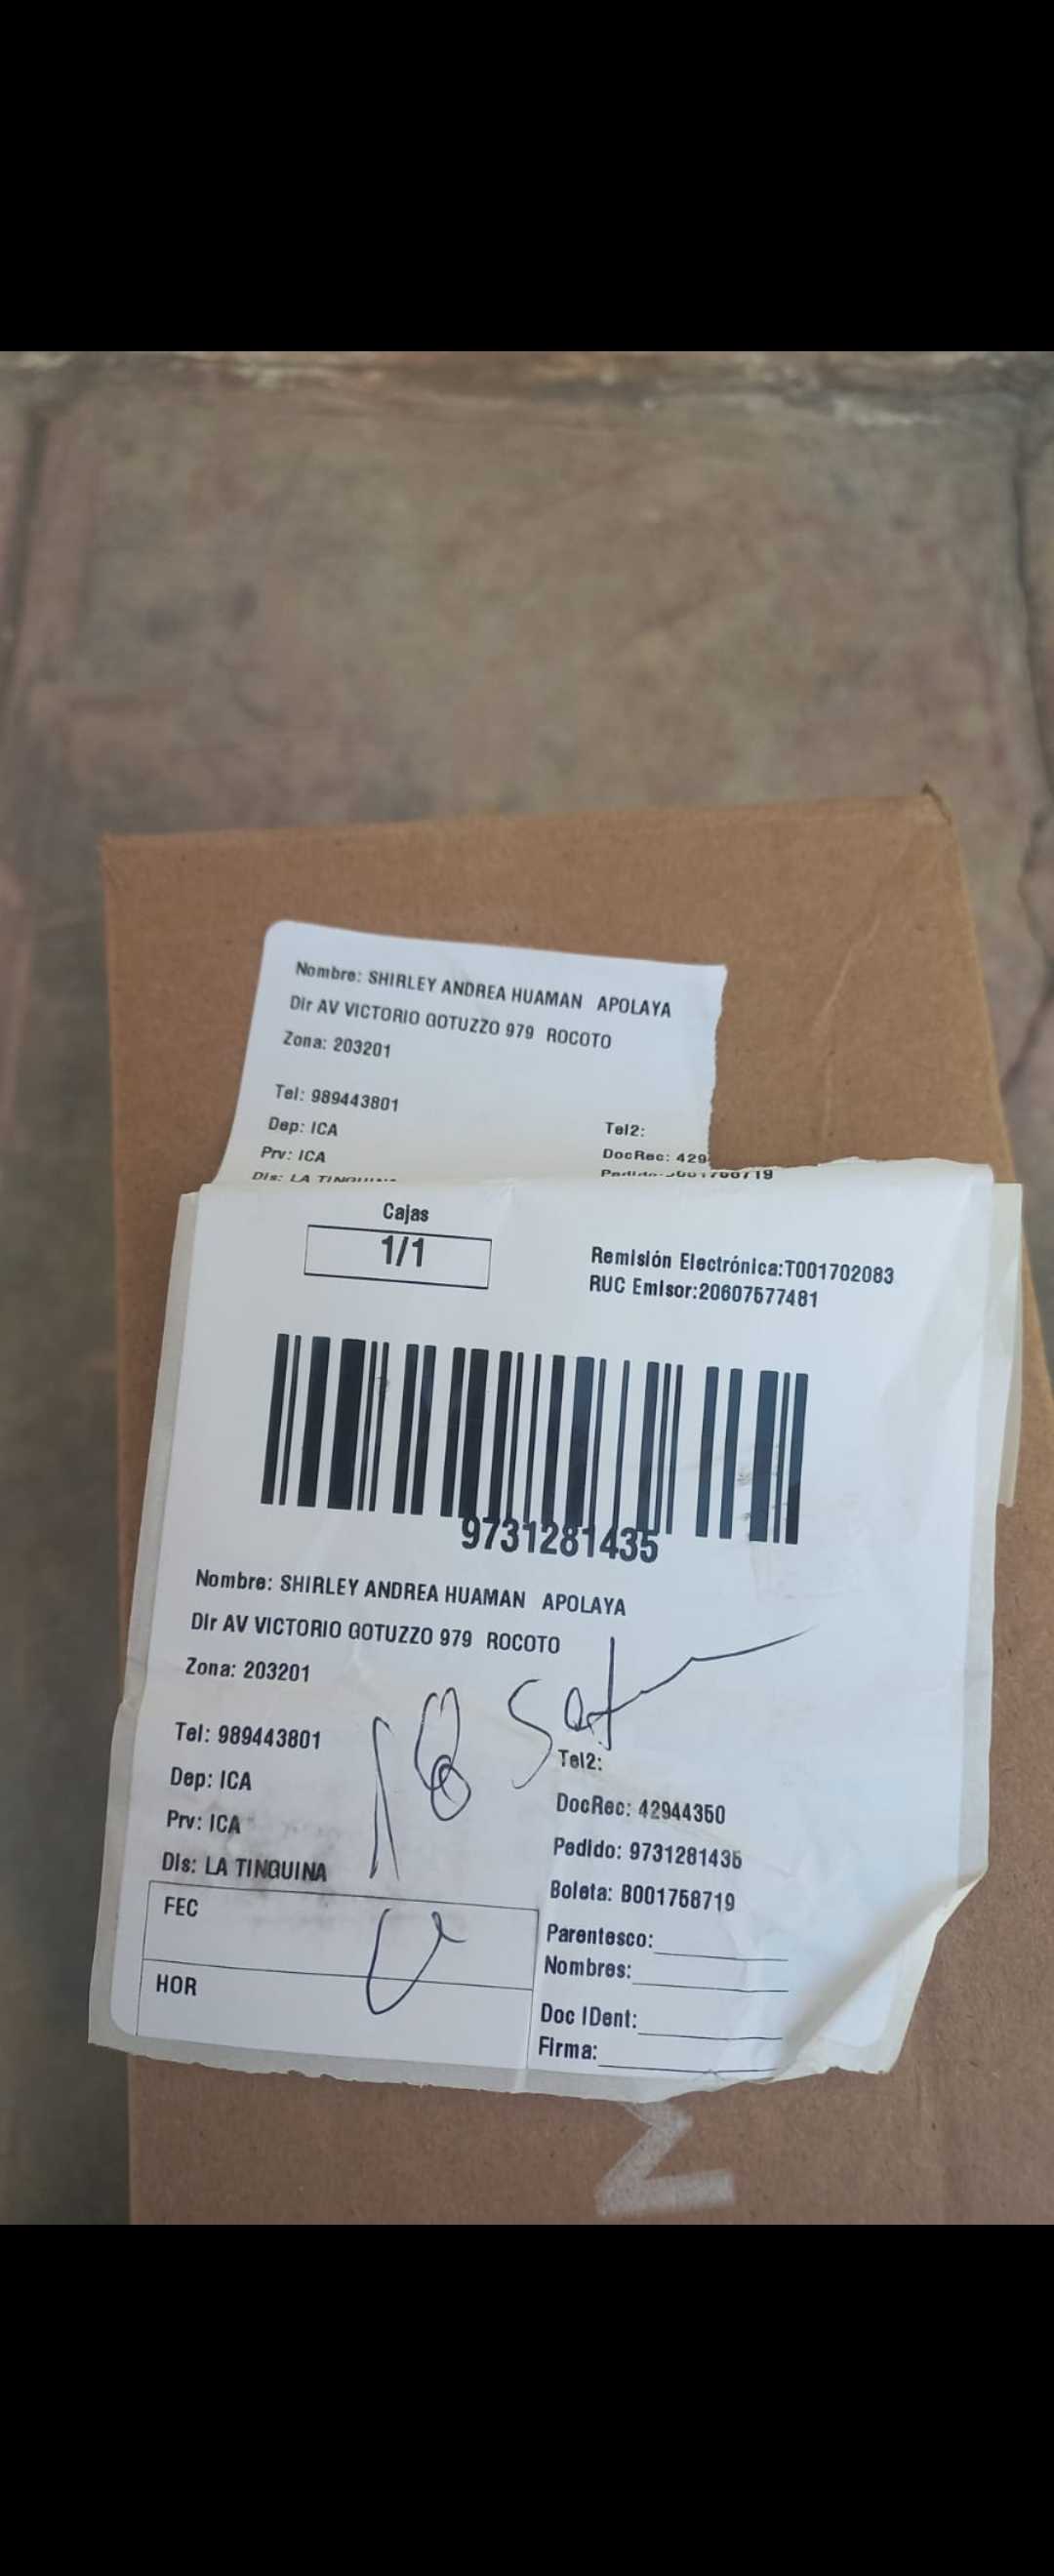 Nombre: SHIRLEY ANDREA HUAMAN APOLAYA
Dir AV VICTORIO GOTUZZO 979 ROCOTO
Zona: 203201
Tel: 989443801
Tel2:
Dep: ICA
DocRec: 429
Prv: ICA
Cajas
1/1
Remisión Electrónica:T001702083
RUC Emisor:20607577481
9731281435
Nombre: SHIRLEY ANDREA HUAMAN APOLAYA
Dir AV VICTORIO GOTUZZO 979 ROCOTO
Zona: 203201
Tel: 989443801
Tel2:
Dep: ICA
DocRec: 42944350
Prv: ICA
Pedido: 9731281435
Dis: LA TINGUINA
Boleta: B001758719
FEC
Parentesco:
Nombres:
HOR
Doc IDent:
Firma: